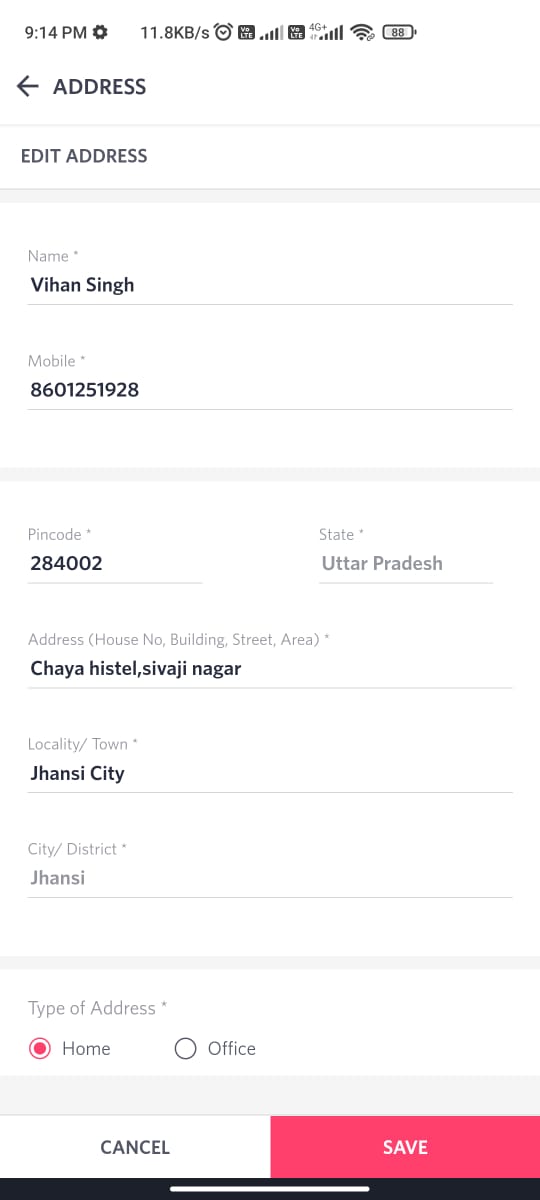 9:14 PM 11.8KB/s Vo LTE Vo LTE 4G+ 88
ADDRESS
EDIT ADDRESS
Name *
Vihan Singh
Mobile *
8601251928
Pincode * State *
284002 Uttar Pradesh
Address (House No, Building, Street, Area) *
Chaya histel,sivaji nagar
Locality/ Town *
Jhansi City
City/ District *
Jhansi
Type of Address *
Home Office
CANCEL SAVE